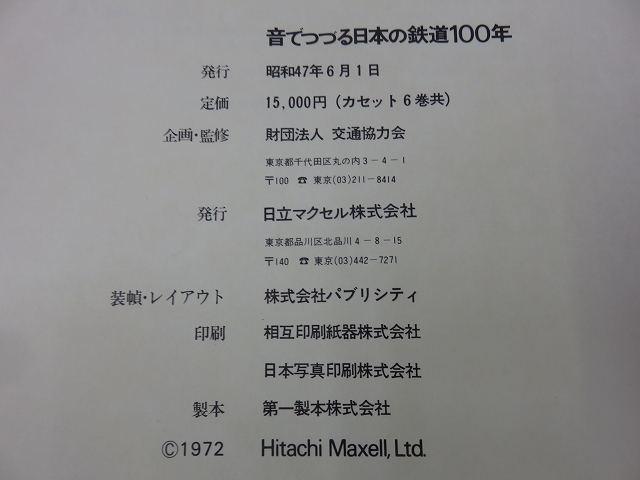 音でつづる日本の鉄道100年
発行 昭和47年6月1日
定価 15,000円（カセット6巻共）
企画・監修 財団法人 交通協力会
東京都千代田区丸の内3-4-1
〒100 ☎ 東京(03)211-8414
発行 日立マクセル株式会社
東京都品川区北品川4-8-15
〒140 ☎ 東京(03)442-7271
装幀・レイアウト 株式会社パブリシティ
印刷 相互印刷紙器株式会社
日本写真印刷株式会社
製本 第一製本株式会社
©1972 Hitachi Maxell, Ltd.